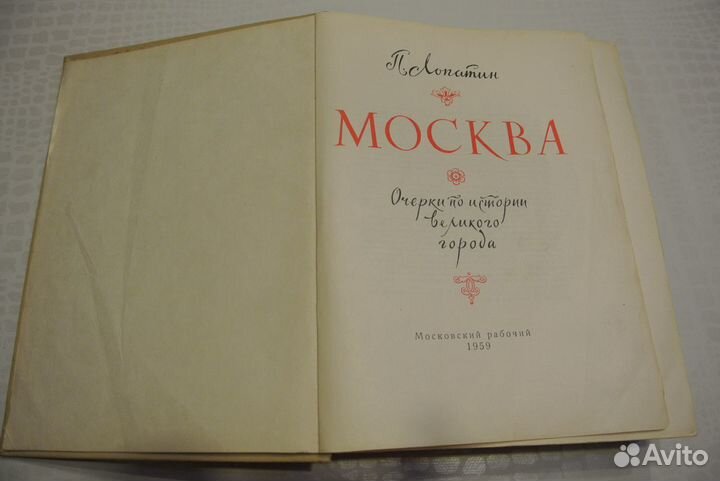 П. Лопатин
МОСКВА
Очерки по истории
великого
города
Московский рабочий
1959
Avito